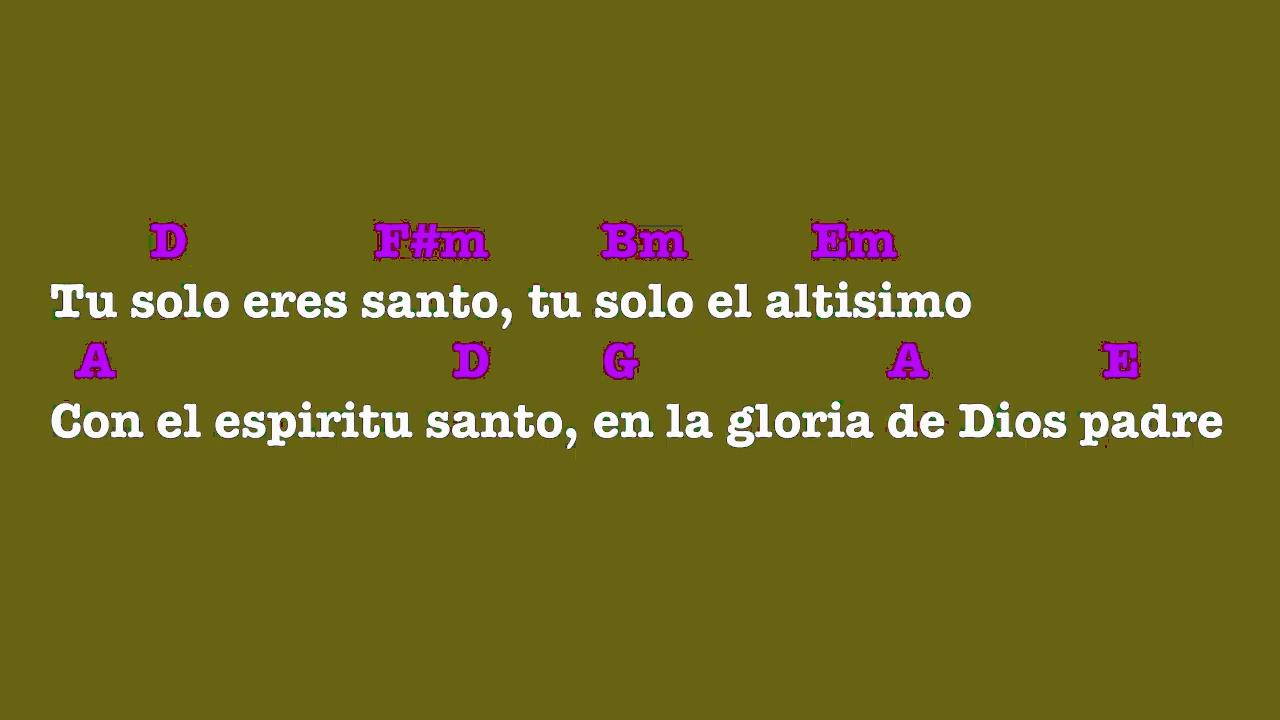 D F#m Bm Em
Tu solo eres santo, tu solo el altisimo
A D G A E
Con el espiritu santo, en la gloria de Dios padre